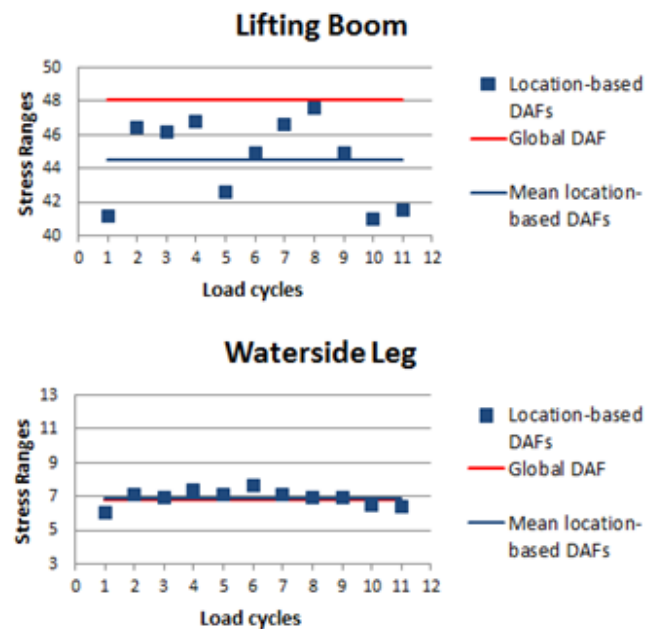 Lifting Boom
50
48
46
44
42
40
0 1 2 3 4 5 6 7 8 9 10 11 12
Stress Ranges
Load cycles
Location-based
DAFs
Global DAF
Mean location-
based DAFs
Waterside Leg
13
11
9
7
5
3
0 1 2 3 4 5 6 7 8 9 10 11 12
Stress Ranges
Load cycles
Location-based
DAFs
Global DAF
Mean location-
based DAFs